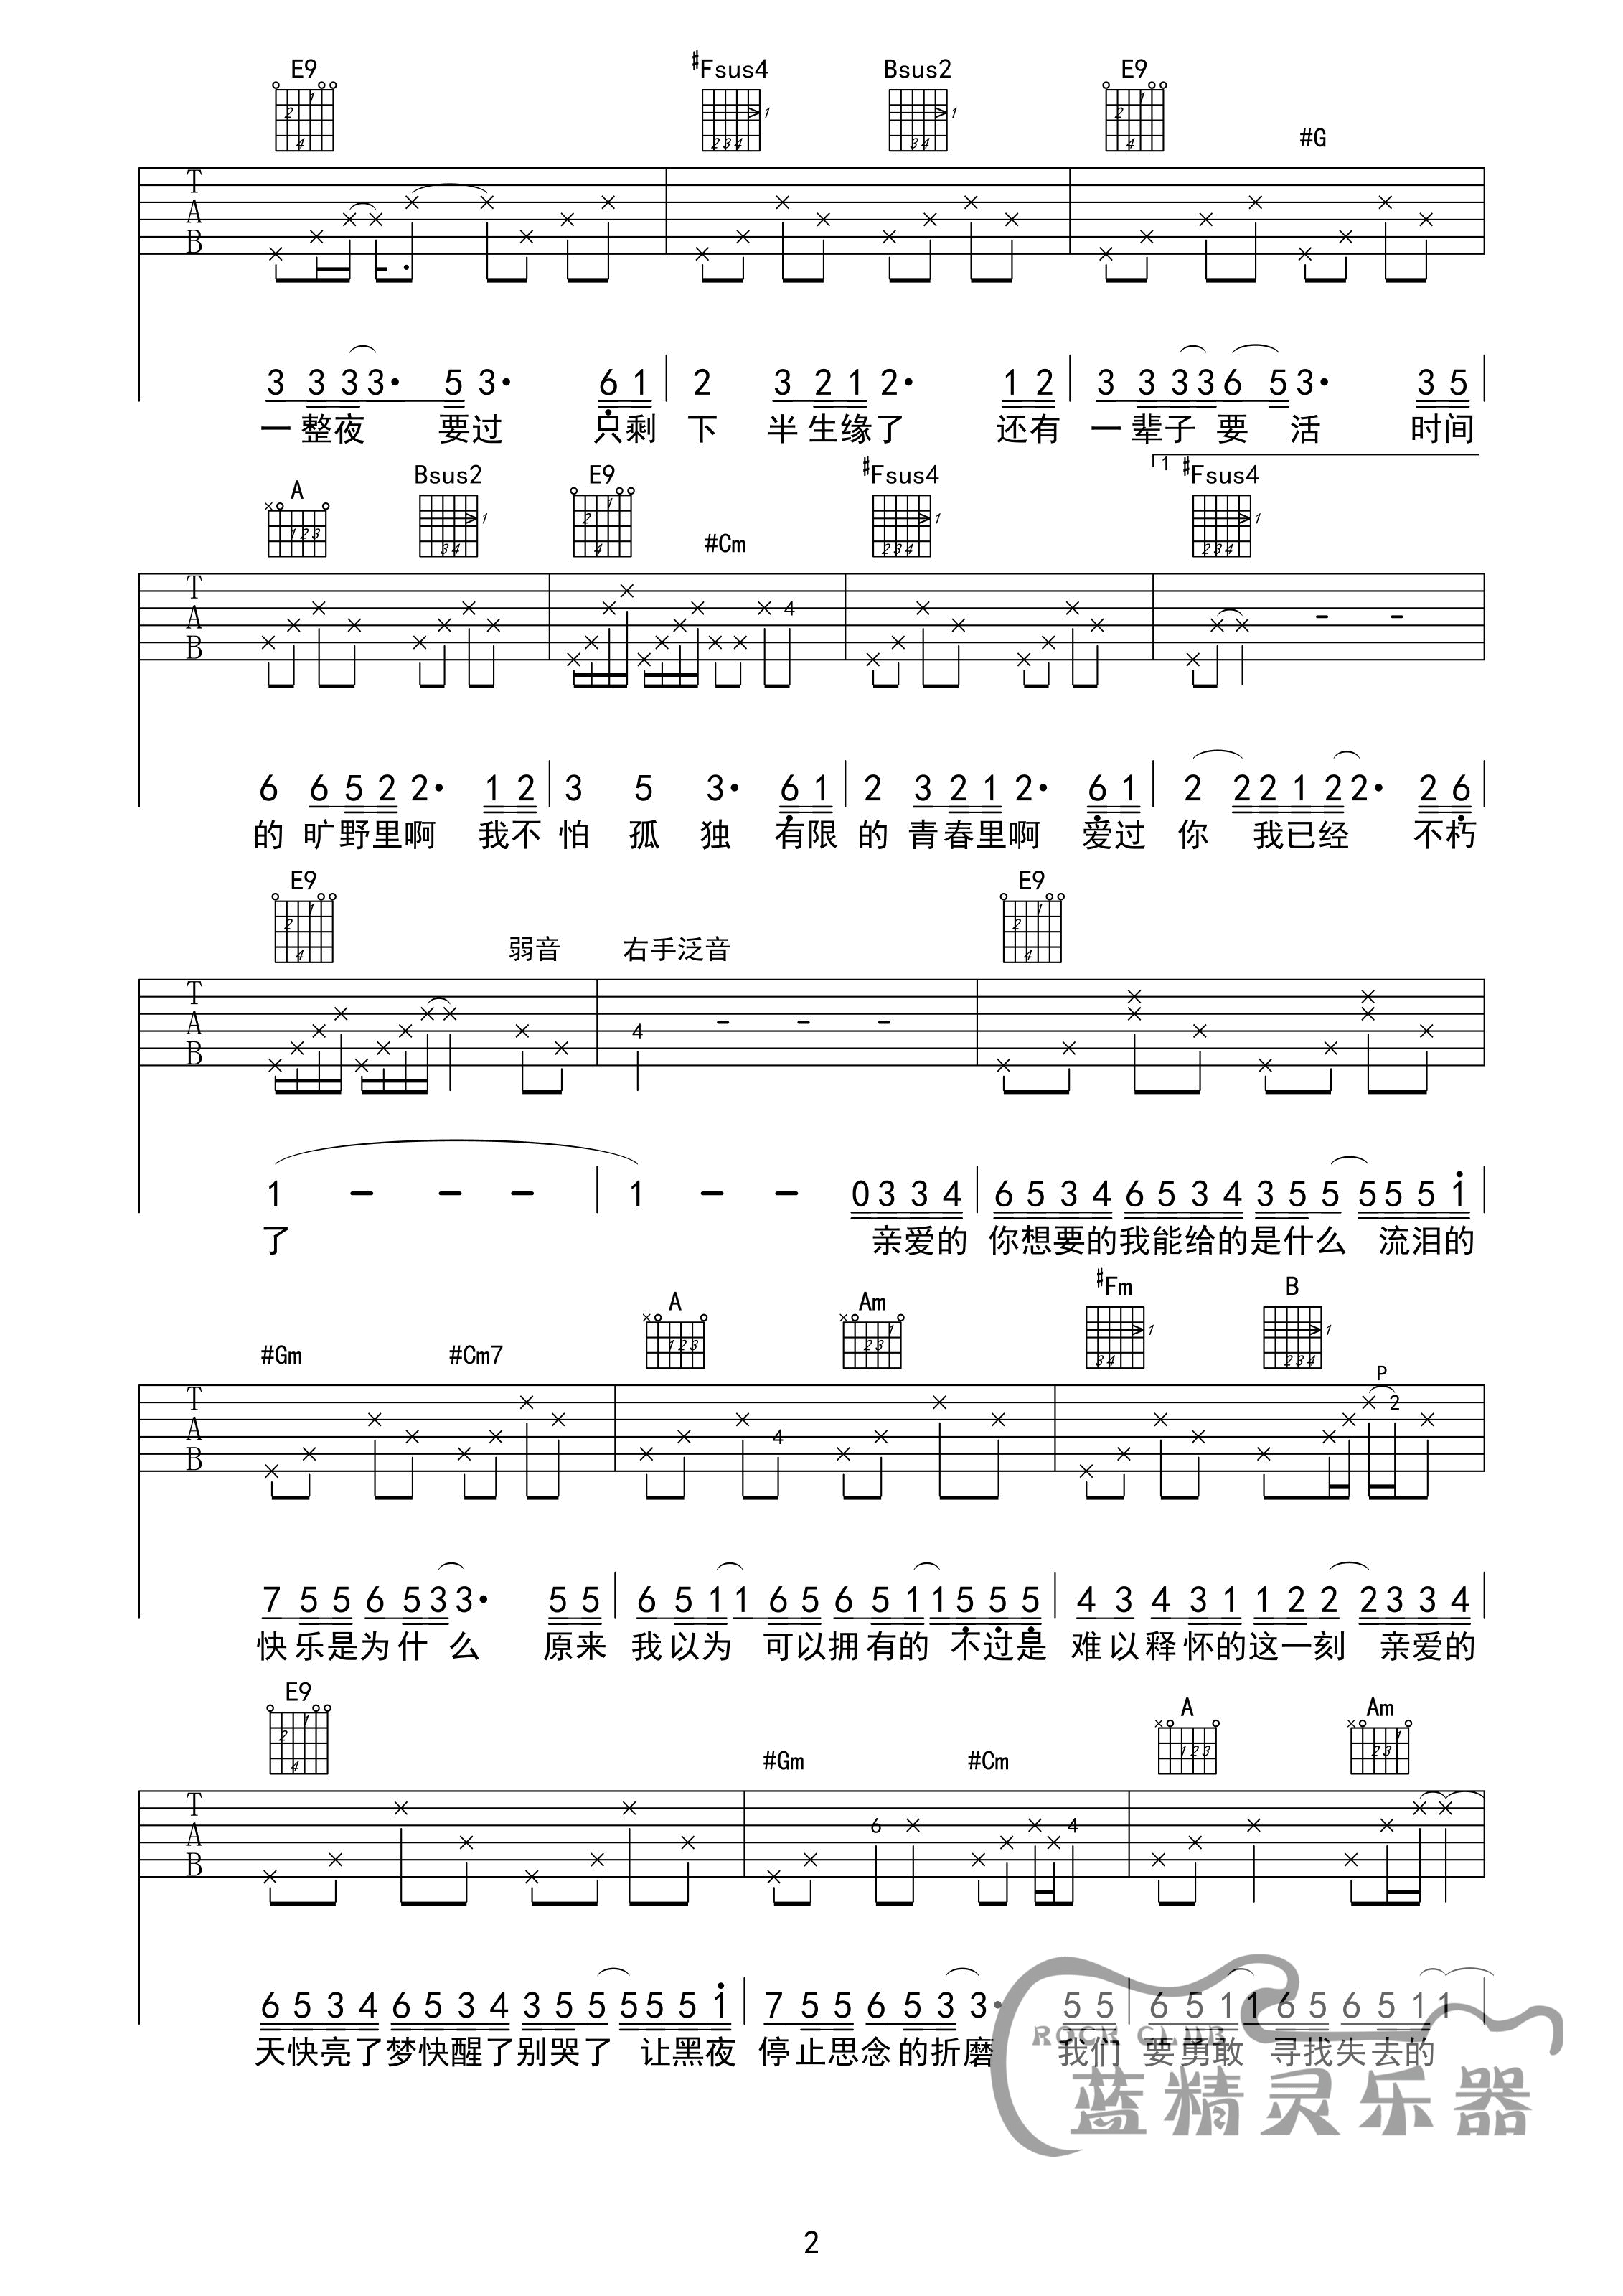 E9 #Fsus4 Bsus2 E9 #G
T A B
3 3 3 3· 5 3· 6 1 2 3 2 1 2· 1 2 3 3 3 3 6 5 3· 3 5
一整夜 要过 只剩 下 半生缘了 还有 一辈子 要 活 时间
A Bsus2 E9 #Cm #Fsus4 1 #Fsus4
T A B 4
6 6 5 2 2· 1 2 3 5 3· 6 1 2 3 2 1 2· 6 1 2 2 2 1 2 2· 2 6
的 旷野里啊 我不 怕 孤 独 有限 的 青春里啊 爱过 你 我已经 不朽
E9 弱音 右手泛音 E9
T A B 4 - - -
1 - - - 1 - - 0 3 3 4 6 5 3 4 6 5 3 4 3 5 5 5 5 5 1
了 亲爱的 你想要的我能给的是什么 流泪的
#Gm #Cm7 A Am #Fm B
T A B 4 P 2
7 5 5 6 5 3 3· 5 5 6 5 1 1 6 5 6 5 1 1 5 5 5 4 3 4 3 1 1 2 2 2 3 3 4
快乐是为什么 原来 我以为 可以拥有的 不过是 难以释怀的这一刻 亲爱的
E9 #Gm #Cm A Am
T A B 6 4
6 5 3 4 6 5 3 4 3 5 5 5 5 5 1 7 5 5 6 5 3 3· 5 5 6 5 1 1 6 5 6 5 1 1
天快亮了梦快醒了别哭了 让黑夜 停止思念的折磨 我们 要勇敢 寻找失去的
ROCK CLUB
蓝精灵乐器
2